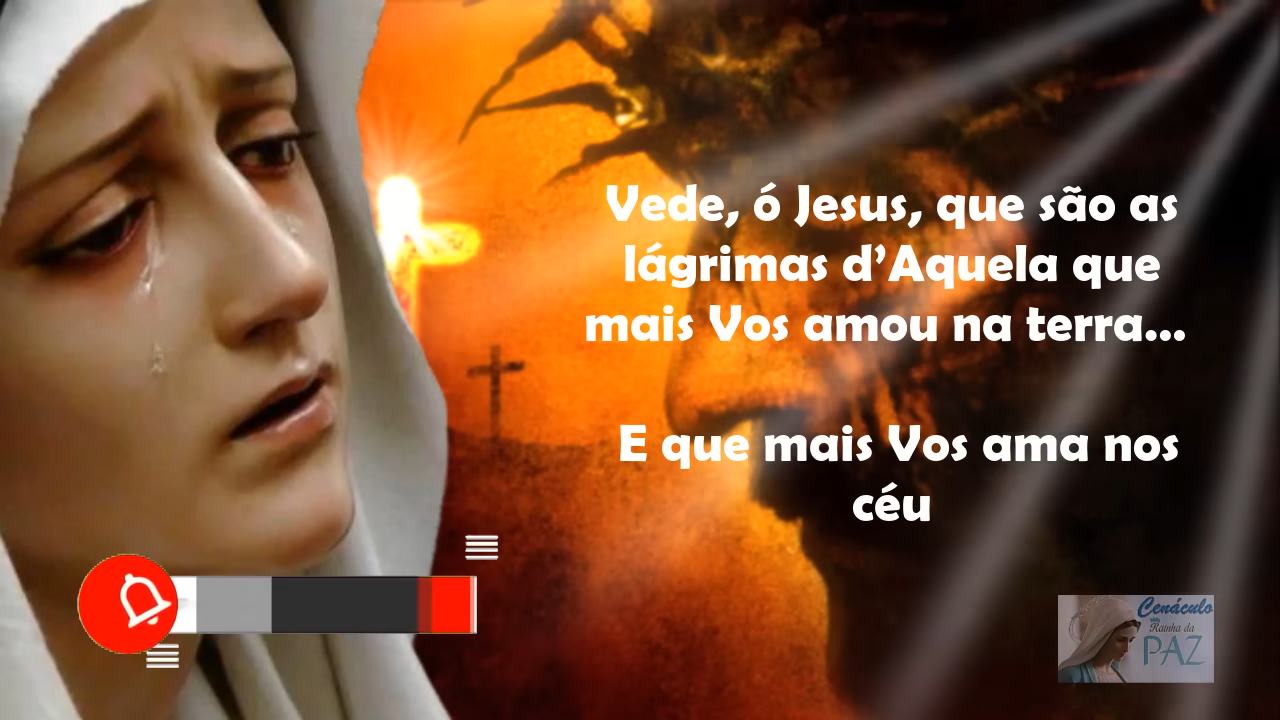 Vede, ó Jesus, que são as
lágrimas d’Aquela que
mais Vos amou na terra...
E que mais Vos ama nos
céu
Cenáculo
Rainha da
PAZ